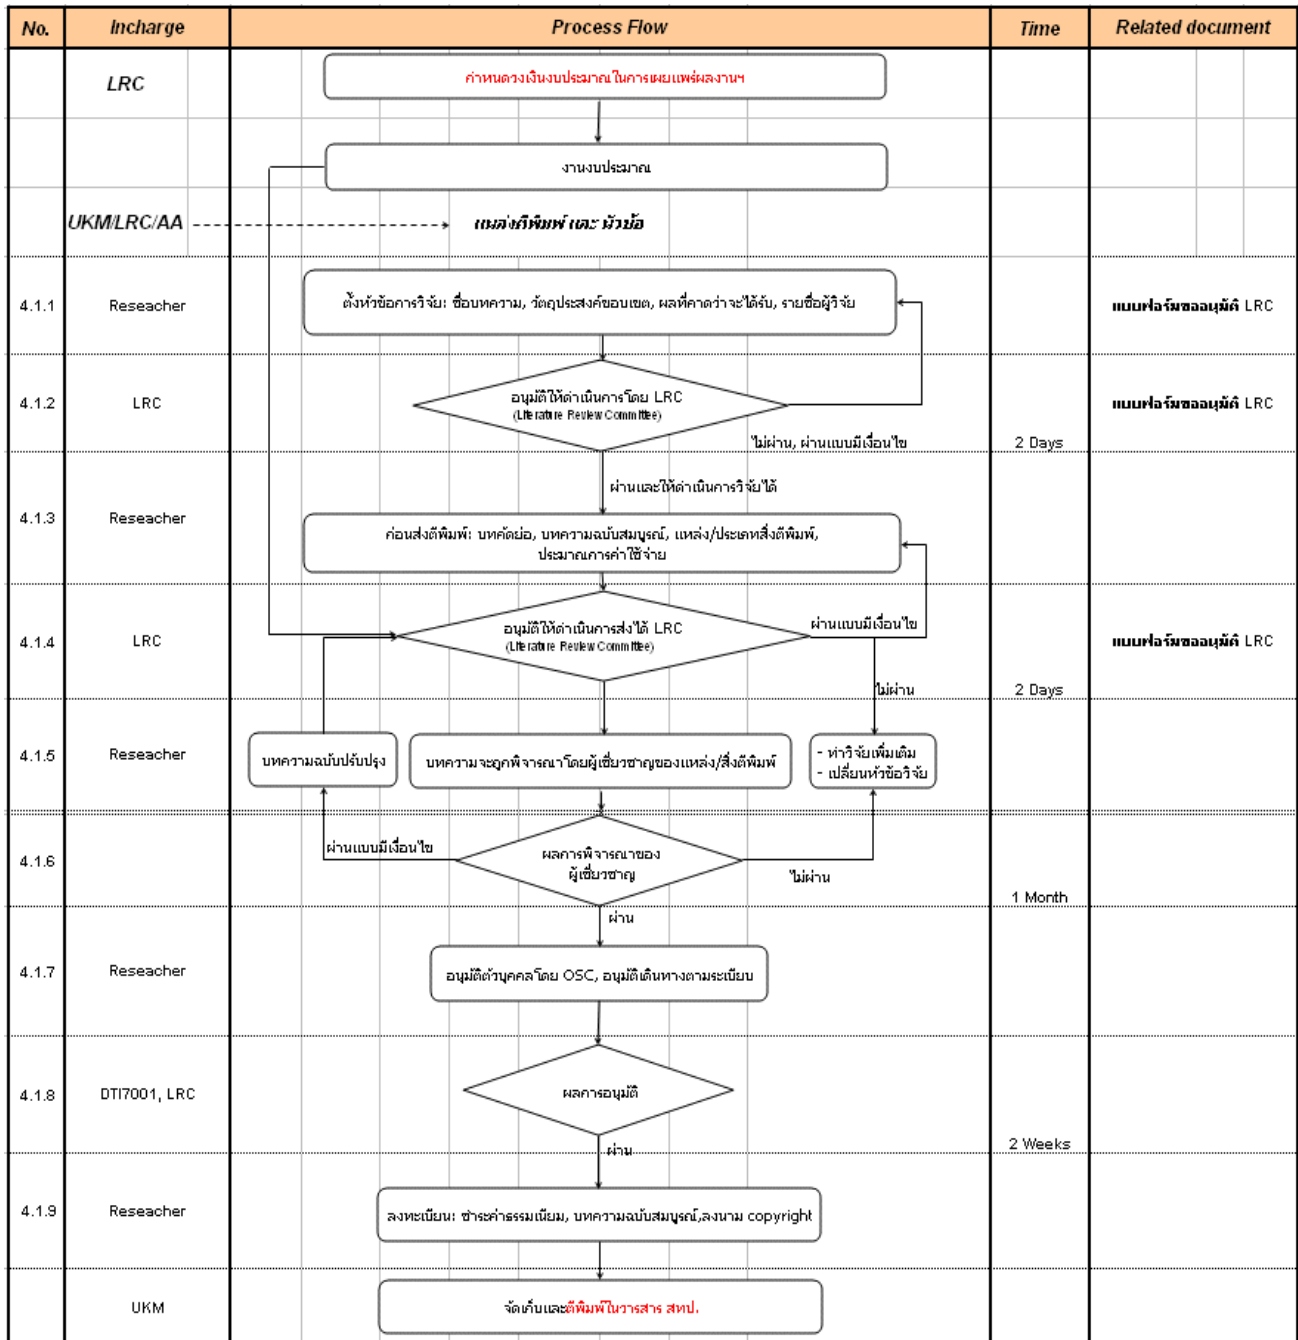 No. Incharge Process Flow Time Related document
LRC
กำหนดวงเงินงบประมาณในการเผยแพร่ผลงานฯ
งานงบประมาณ
UKM/LRC/AA
แหล่งตีพิมพ์ และ หัวข้อ
4.1.1 Reseacher
ตั้งหัวข้อการวิจัย: ชื่อบทความ, วัตถุประสงค์ขอบเขต, ผลที่คาดว่าจะได้รับ, รายชื่อผู้วิจัย
แบบฟอร์มขออนุมัติ LRC
4.1.2 LRC
อนุมัติให้ดำเนินการโดย LRC
(Literature Review Committee)
แบบฟอร์มขออนุมัติ LRC
ไม่ผ่าน, ผ่านแบบมีเงื่อนไข
2 Days
ผ่านและให้ดำเนินการวิจัยได้
4.1.3 Reseacher
ก่อนส่งตีพิมพ์: บทคัดย่อ, บทความฉบับสมบูรณ์, แหล่ง/ประเภทสิ่งตีพิมพ์,
ประมาณการค่าใช้จ่าย
4.1.4 LRC
อนุมัติให้ดำเนินการส่งได้ LRC
(Literature Review Committee)
ผ่านแบบมีเงื่อนไข
แบบฟอร์มขออนุมัติ LRC
ไม่ผ่าน
2 Days
4.1.5 Reseacher
บทความฉบับปรับปรุง
บทความจะถูกพิจารณาโดยผู้เชี่ยวชาญของแหล่ง/สิ่งตีพิมพ์
- ทำวิจัยเพิ่มเติม
- เปลี่ยนหัวข้อวิจัย
4.1.6
ผ่านแบบมีเงื่อนไข
ผลการพิจารณาของ
ผู้เชี่ยวชาญ
ไม่ผ่าน
1 Month
ผ่าน
4.1.7 Reseacher
อนุมัติตัวบุคคลโดย OSC, อนุมัติเดินทางตามระเบียบ
4.1.8 DTI7001, LRC
ผลการอนุมัติ
2 Weeks
ผ่าน
4.1.9 Reseacher
ลงทะเบียน: ชำระค่าธรรมเนียม, บทความฉบับสมบูรณ์,ลงนาม copyright
UKM
จัดเก็บและตีพิมพ์ในวารสาร สทป.